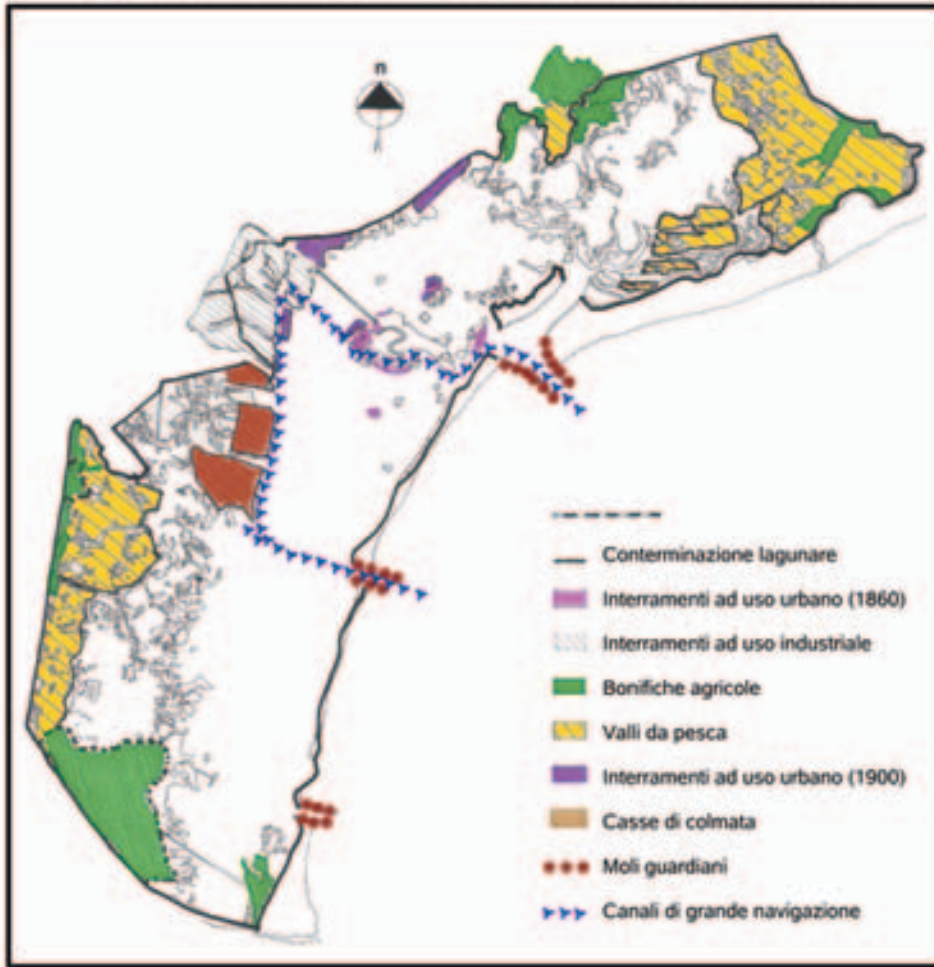 n
Conterminazione lagunare
Interramenti ad uso urbano (1860)
Interramenti ad uso industriale
Bonifiche agricole
Valli da pesca
Interramenti ad uso urbano (1900)
Casse di colmata
Moli guardiani
Canali di grande navigazione